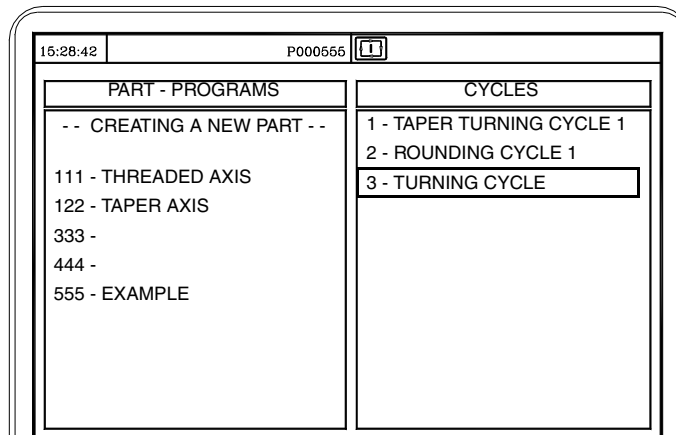 15:28:42 P000555
PART - PROGRAMS
- - CREATING A NEW PART - -
111 - THREADED AXIS
122 - TAPER AXIS
333 -
444 -
555 - EXAMPLE
CYCLES
1 - TAPER TURNING CYCLE 1
2 - ROUNDING CYCLE 1
3 - TURNING CYCLE